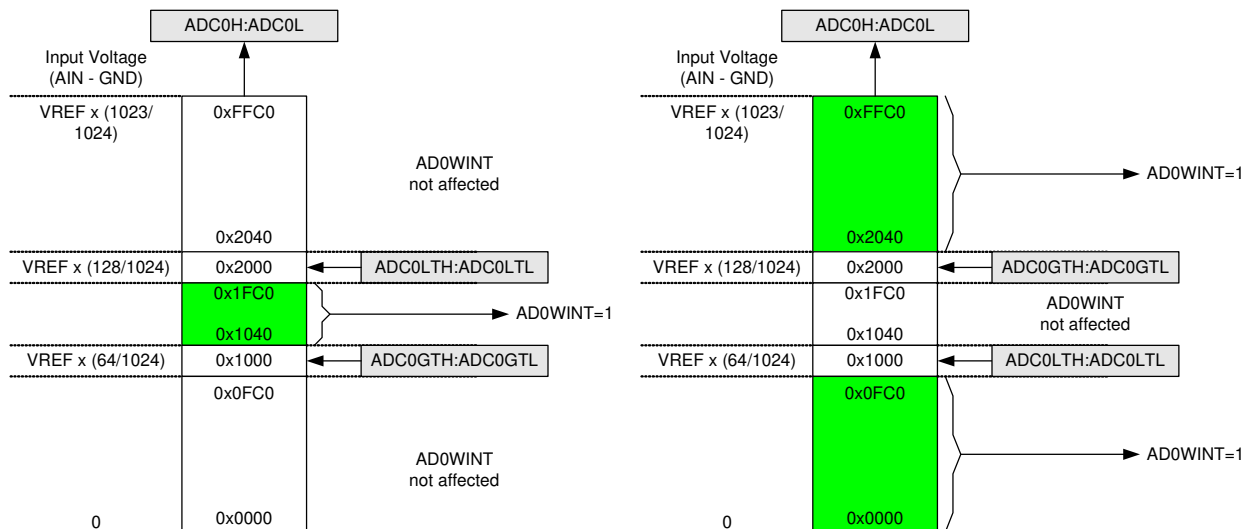 ADC0H:ADC0L
Input Voltage
(AIN - GND)
VREF x (1023/
1024)
0xFFC0
AD0WINT
not affected
0x2040
VREF x (128/1024)
0x2000
ADC0LTH:ADC0LTL
0x1FC0
AD0WINT=1
0x1040
VREF x (64/1024)
0x1000
ADC0GTH:ADC0GTL
0x0FC0
AD0WINT
not affected
0
0x0000
ADC0H:ADC0L
Input Voltage
(AIN - GND)
VREF x (1023/
1024)
0xFFC0
AD0WINT=1
0x2040
VREF x (128/1024)
0x2000
ADC0GTH:ADC0GTL
0x1FC0
AD0WINT
not affected
0x1040
VREF x (64/1024)
0x1000
ADC0LTH:ADC0LTL
0x0FC0
AD0WINT=1
0
0x0000